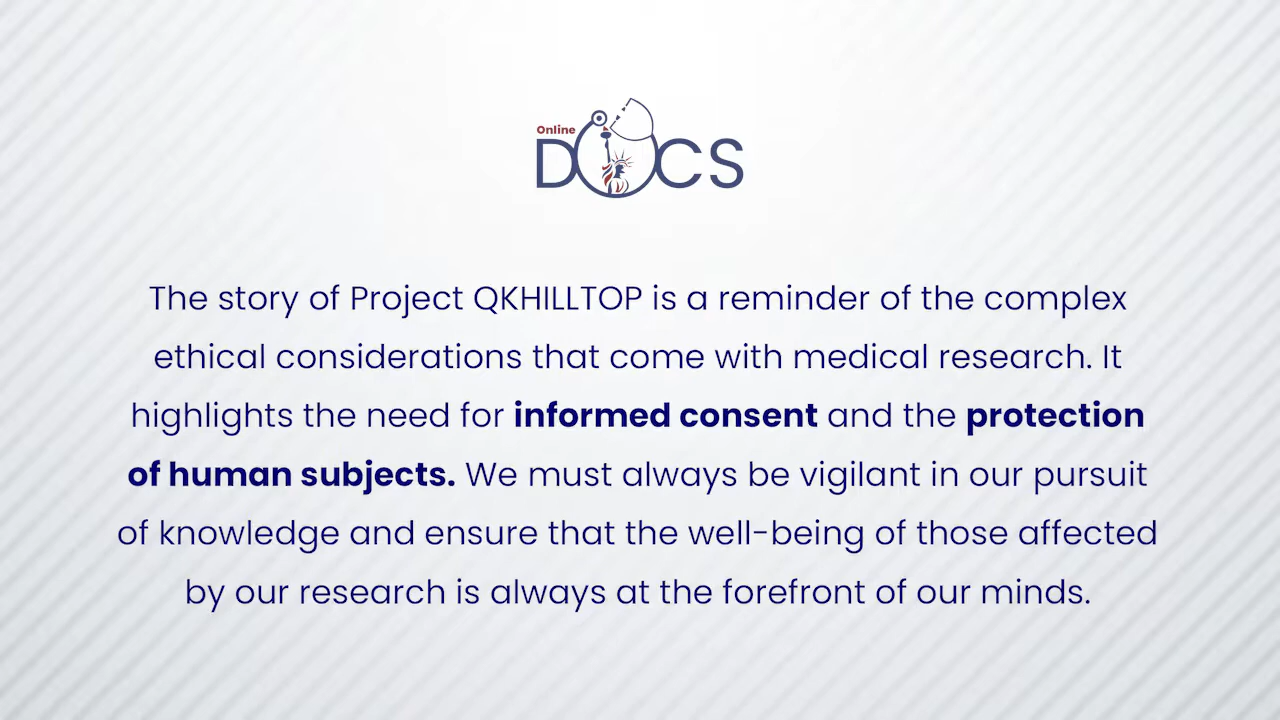 Online
DOCS
The story of Project QKHILLTOP is a reminder of the complex
ethical considerations that come with medical research. It
highlights the need for informed consent and the protection
of human subjects. We must always be vigilant in our pursuit
of knowledge and ensure that the well-being of those affected
by our research is always at the forefront of our minds.